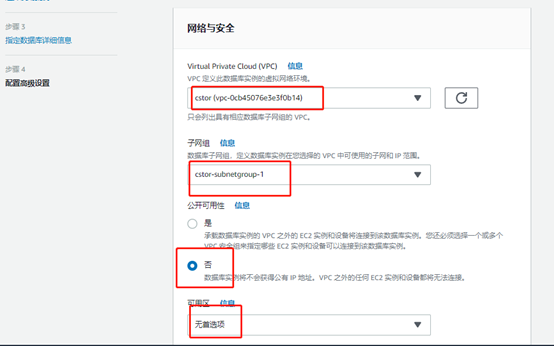 步骤 3
指定数据库详细信息
步骤 4
配置高级设置
网络与安全
Virtual Private Cloud (VPC) 信息
VPC 定义此数据库实例的虚拟网络环境。
cstor (vpc-0cb45076e3e3f0b14)
只会列出具有相应数据库子网组的 VPC。
子网组 信息
数据库子网组，定义数据库实例在您选择的 VPC 中可使用的子网和 IP 范围。
cstor-subnetgroup-1
公开可用性 信息
是
承载数据库实例的 VPC 之外的 EC2 实例和设备将连接到该数据库实例。您还必须选择一个或多个
VPC 安全组来指定哪些 EC2 实例和设备可以连接到该数据库实例。
否
数据库实例将不会获得公有 IP 地址。VPC 之外的任何 EC2 实例和设备都将无法连接。
可用区 信息
无首选项